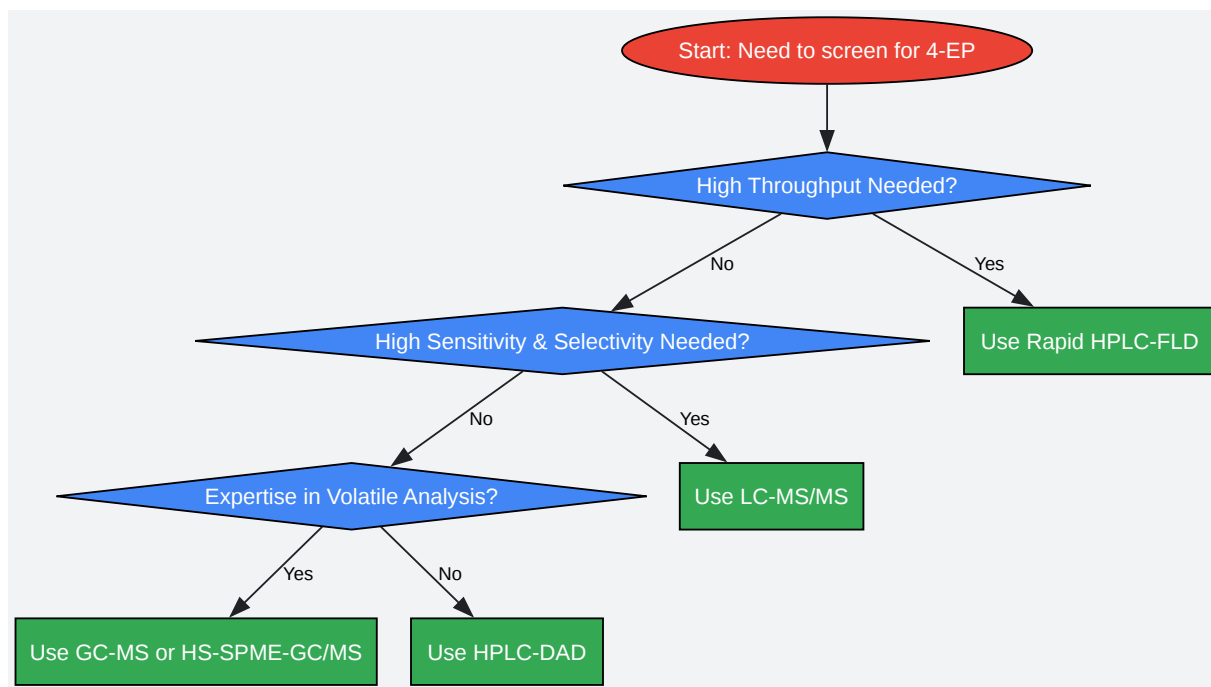 Start: Need to screen for 4-EP
High Throughput Needed?
No
Yes
High Sensitivity & Selectivity Needed?
Use Rapid HPLC-FLD
No
Yes
Expertise in Volatile Analysis?
Use LC-MS/MS
Yes
No
Use GC-MS or HS-SPME-GC/MS
Use HPLC-DAD